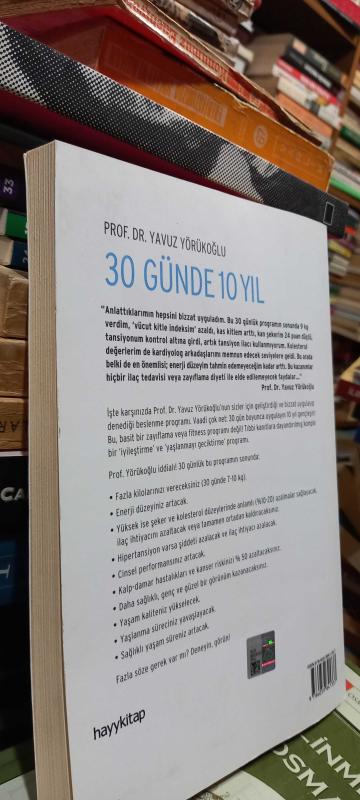 PROF. DR. YAVUZ YÖRÜKOĞLU
30 GÜNDE 10 YIL
"Anlattıklarımın hepsini bizzat uyguladım. Bu 30 günlük programın sonunda 9 kg
verdim, 'vücut kitle indeksim' azaldı, kas kitlem arttı, kan şekerim 24 puan düştü,
tansiyonum kontrol altına girdi, artık tansiyon ilacı kullanmıyorum. Kolesterol
değerlerim de kardiyolog arkadaşlarımı memnun edecek seviyelere geldi. Bu arada
belki de en önemlisi; enerji düzeyim tahmin edemeyeceğim kadar arttı. Bu kazanımlar
hiçbir ilaç tedavisi veya zayıflama diyeti ile elde edilemeyecek faydalar..."
Prof. Dr. Yavuz Yörükoğlu
İşte karşınızda Prof. Dr. Yavuz Yörükoğlu'nun sizler için geliştirdiği ve bizzat uygulayıp
denediği beslenme programı. Vaadi çok net: 30 gün boyunca uygulayın 10 yıl gençleşin!
Bu, basit bir zayıflama veya fitness programı değil! Tıbbi kanıtlara dayandırılmış komple
bir 'iyileştirme' ve 'yaşlanmayı geciktirme' programı.
Prof. Yörükoğlu iddialı! 30 günlük bu programın sonunda:
• Fazla kilolarınızı vereceksiniz (30 günde 7-10 kg).
• Enerji düzeyiniz artacak.
• Yüksek ise şeker ve kolesterol düzeylerinde anlamlı (%10-20) azalmalar sağlayacak,
ilaç ihtiyacını azaltacak veya tamamen ortadan kaldıracaksınız.
• Hipertansiyon varsa şiddeti azalacak ve ilaç ihtiyacı azalacak.
• Cinsel performansınız artacak.
• Kalp-damar hastalıkları ve kanser riskinizi % 50 azaltacaksınız.
• Daha sağlıklı, genç ve güzel bir görünüm kazanacaksınız.
• Yaşam kaliteniz yükselecek.
• Yaşlanma süreciniz yavaşlayacak.
• Sağlıklı yaşam süreniz artacak.
Fazla söze gerek var mı? Deneyin, görün!
hayykitap
33